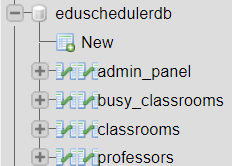 eduschedulerdb
New
admin_panel
busy_classrooms
classrooms
professors